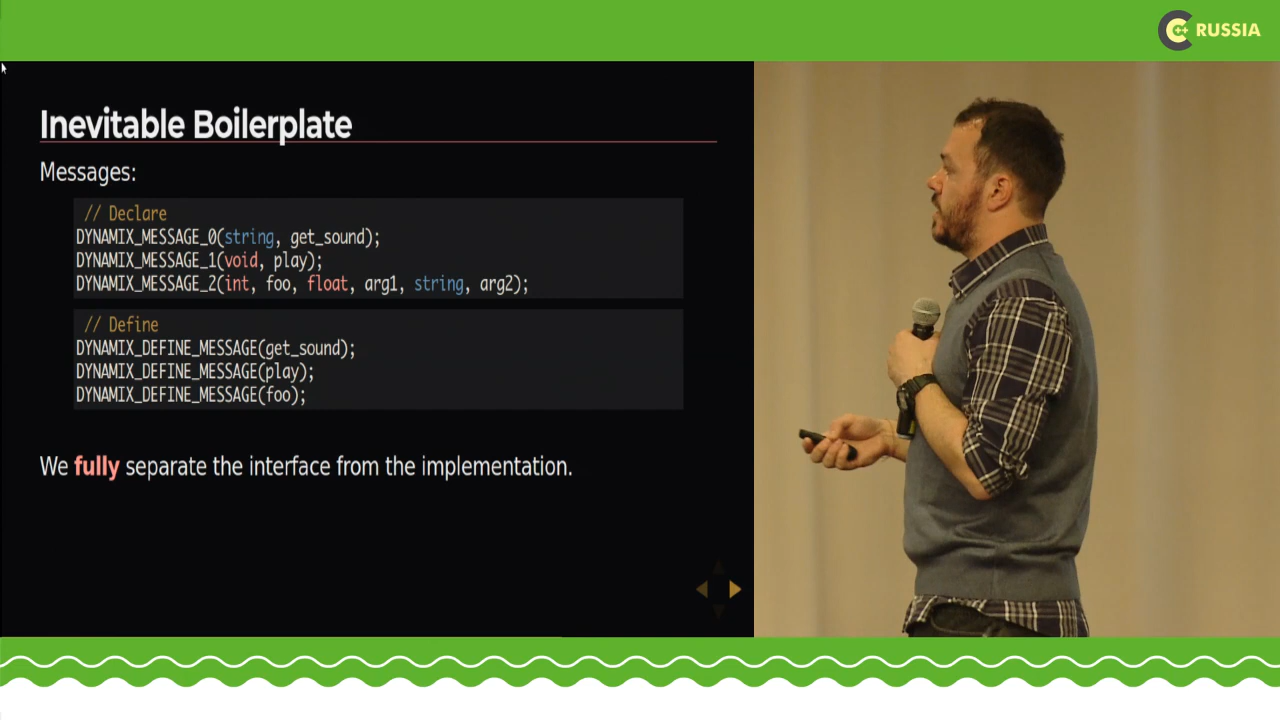 C++ RUSSIA
Inevitable Boilerplate
Messages:
// Declare
DYNAMIX_MESSAGE_0(string, get_sound);
DYNAMIX_MESSAGE_1(void, play);
DYNAMIX_MESSAGE_2(int, foo, float, arg1, string, arg2);
// Define
DYNAMIX_DEFINE_MESSAGE(get_sound);
DYNAMIX_DEFINE_MESSAGE(play);
DYNAMIX_DEFINE_MESSAGE(foo);
We fully separate the interface from the implementation.